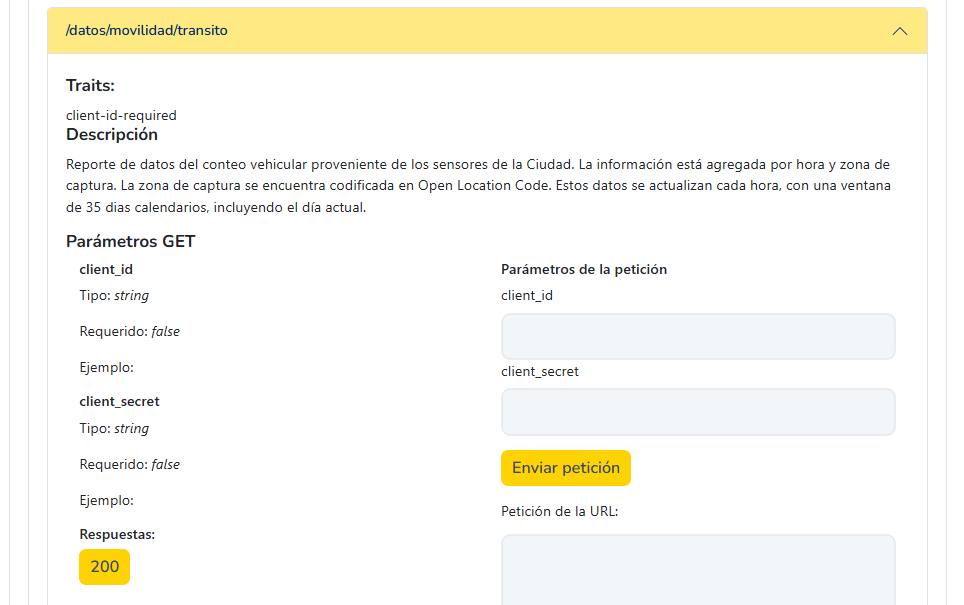 /datos/movilidad/transito
Traits:
client-id-required
Descripción
Reporte de datos del conteo vehicular proveniente de los sensores de la Ciudad. La información está agregada por hora y zona de
captura. La zona de captura se encuentra codificada en Open Location Code. Estos datos se actualizan cada hora, con una ventana
de 35 dias calendarios, incluyendo el día actual.
Parámetros GET
client_id
Tipo: string
Requerido: false
Ejemplo:
client_secret
Tipo: string
Requerido: false
Ejemplo:
Respuestas:
200
Parámetros de la petición
client_id
client_secret
Enviar petición
Petición de la URL: